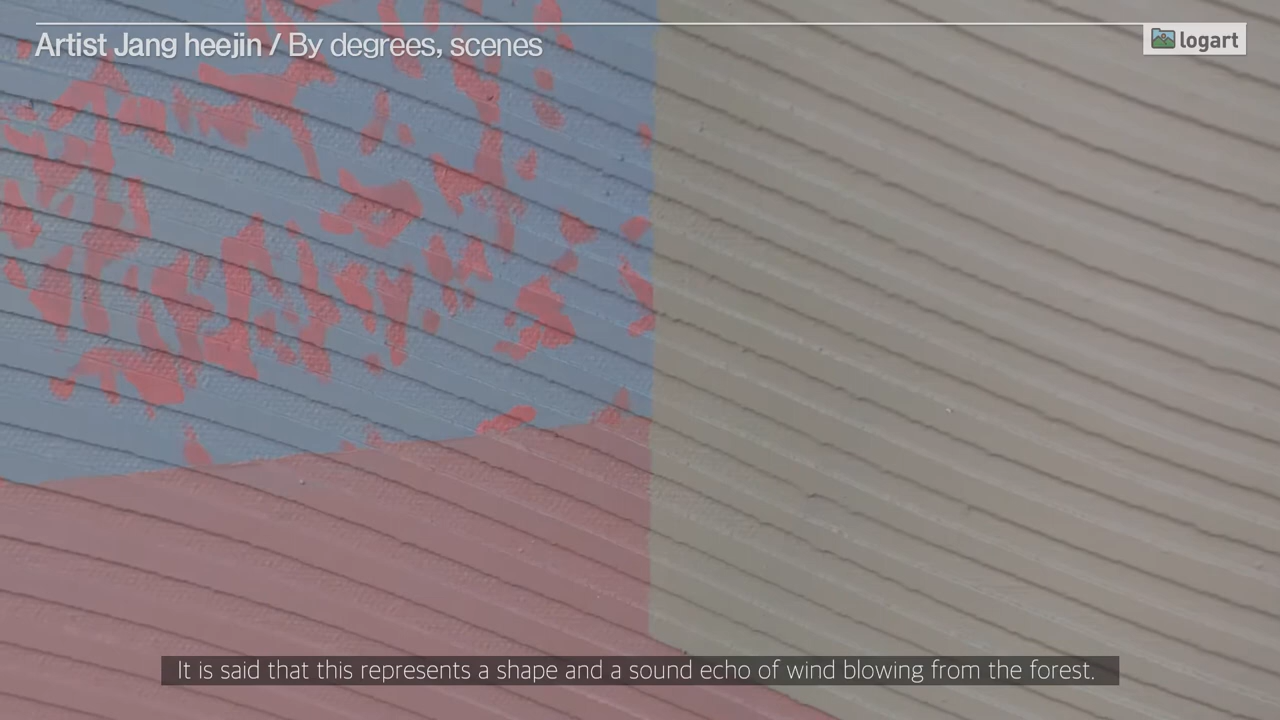 Artist Jang heejin / By degrees, scenes
logart
It is said that this represents a shape and a sound echo of wind blowing from the forest.